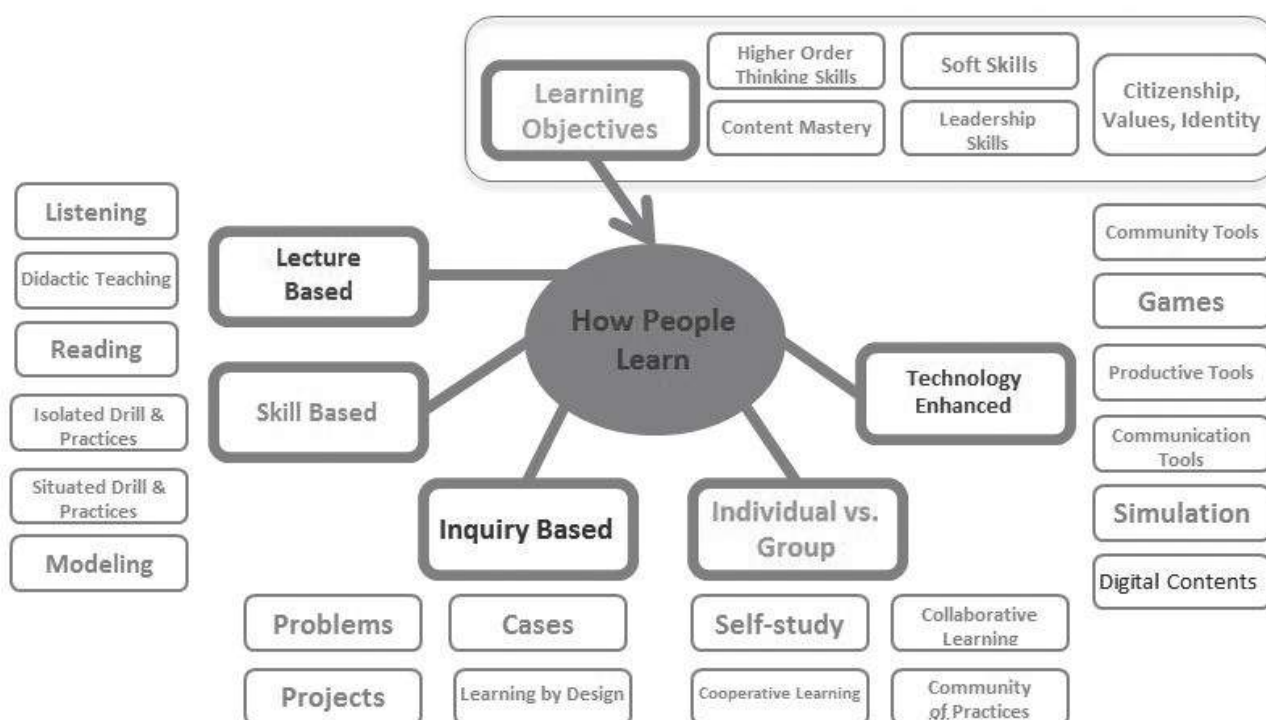 Learning
Objectives
Higher Order
Thinking Skills
Soft Skills
Content Mastery
Leadership
Skills
Citizenship,
Values, Identity
Listening
Didactic Teaching
Reading
Isolated Drill &
Practices
Situated Drill &
Practices
Modeling
Lecture
Based
Skill Based
How People
Learn
Inquiry Based
Individual vs.
Group
Technology
Enhanced
Community Tools
Games
Productive Tools
Communication
Tools
Simulation
Digital Contents
Problems
Cases
Projects
Learning by Design
Self-study
Collaborative
Learning
Cooperative Learning
Community
of Practices